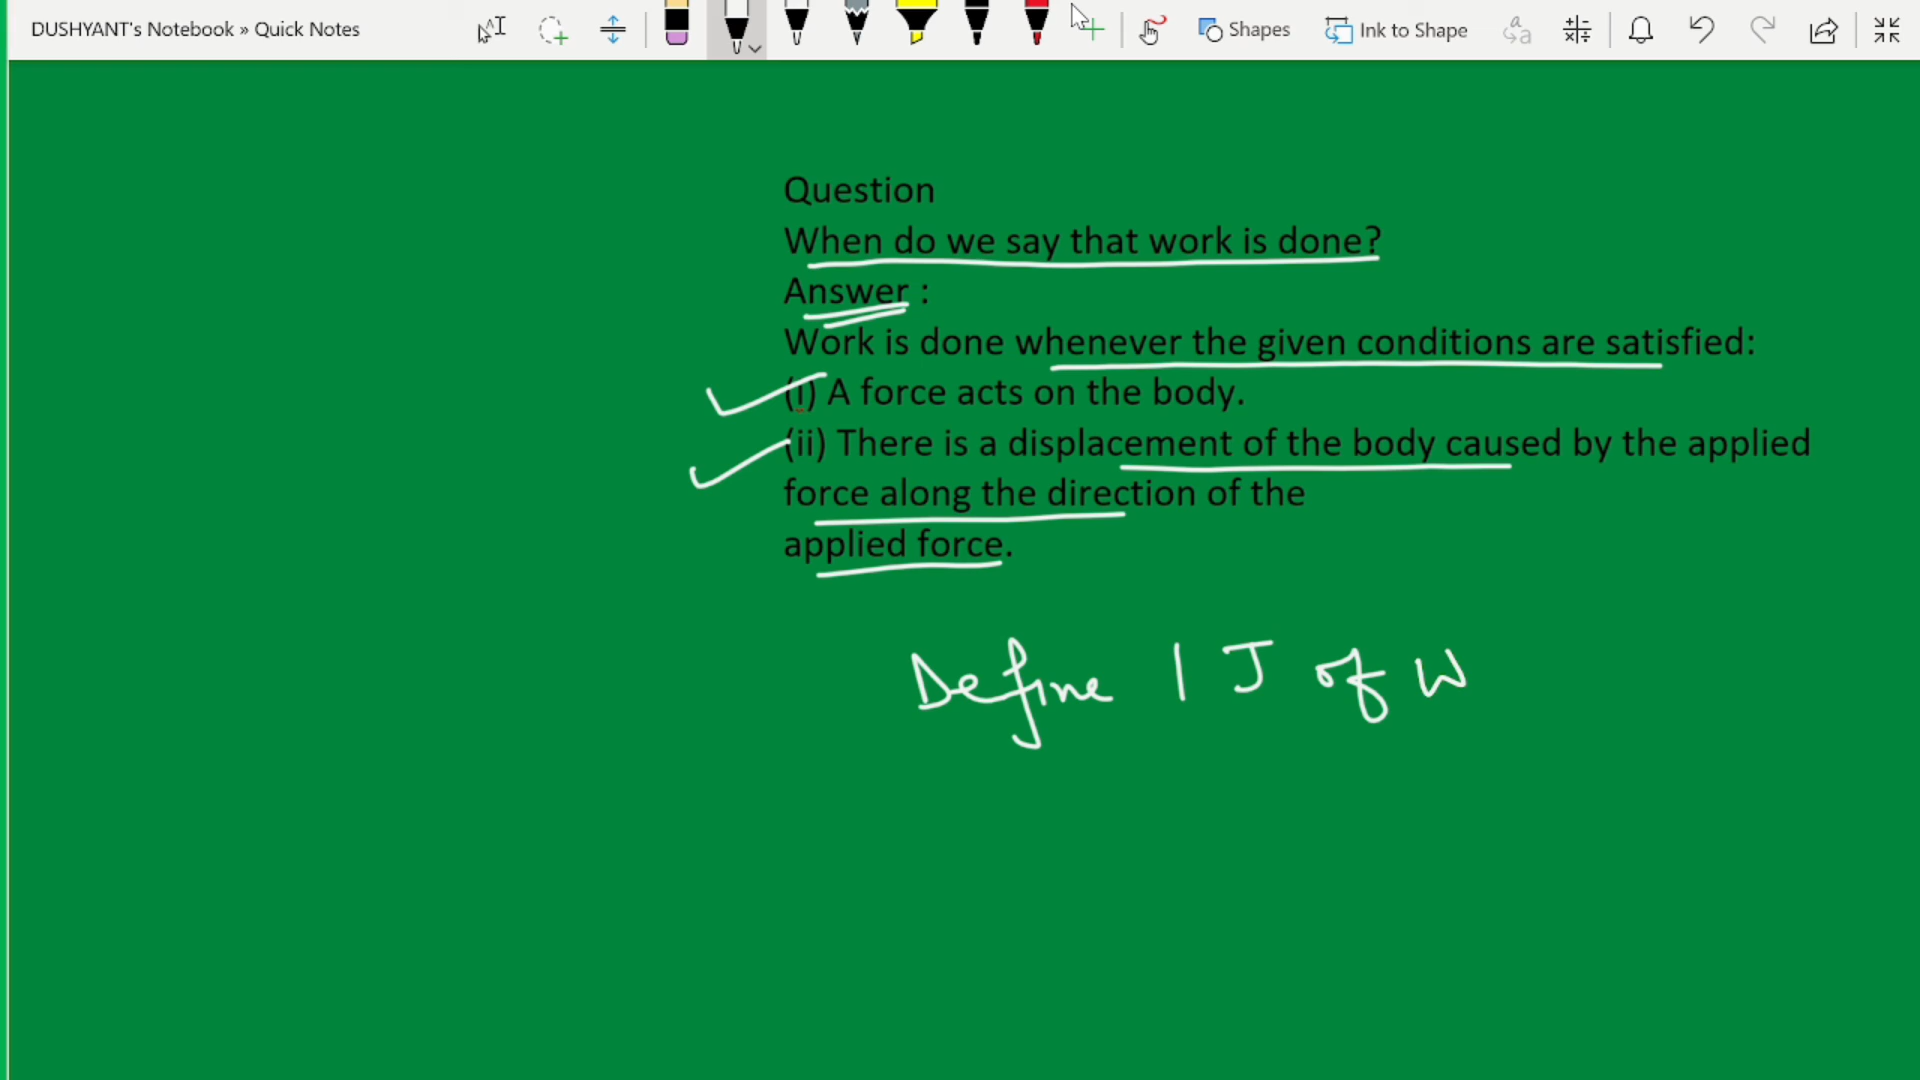 DUSHYANT's Notebook » Quick Notes
Shapes
Ink to Shape
Question
When do we say that work is done?
Answer :
Work is done whenever the given conditions are satisfied:
(i) A force acts on the body.
(ii) There is a displacement of the body caused by the applied
force along the direction of the
applied force.
Define 1 J of W